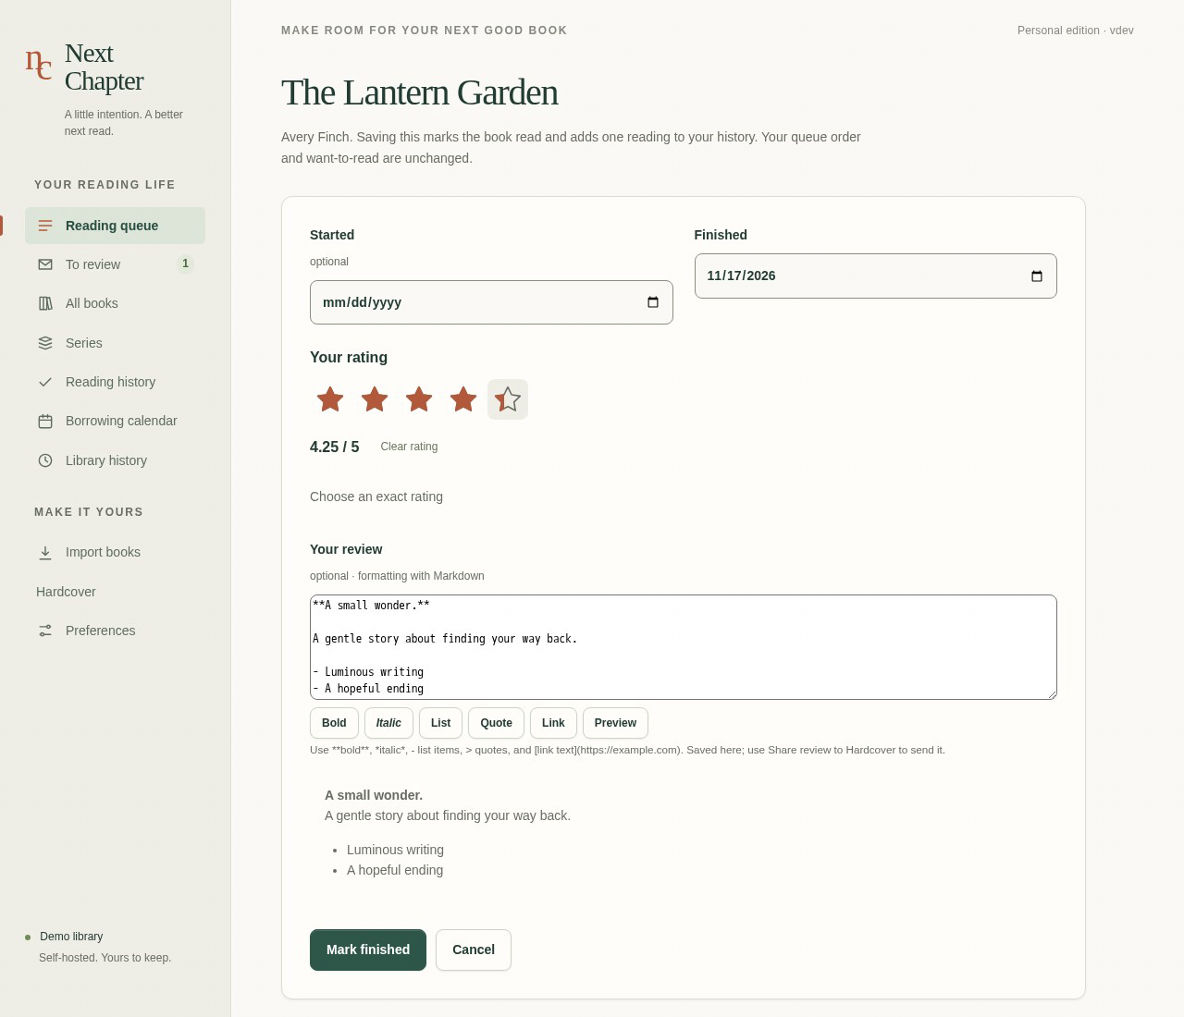 nc
Next
Chapter
A little intention. A better
next read.
YOUR READING LIFE
Reading queue
To review 1
All books
Series
Reading history
Borrowing calendar
Library history
MAKE IT YOURS
Import books
Hardcover
Preferences
Demo library
Self-hosted. Yours to keep.
MAKE ROOM FOR YOUR NEXT GOOD BOOK
Personal edition · vdev
The Lantern Garden
Avery Finch. Saving this marks the book read and adds one reading to your history. Your queue order
and want-to-read are unchanged.
Started
optional
mm/dd/yyyy
Finished
11/17/2026
Your rating
4.25 / 5 Clear rating
Choose an exact rating
Your review
optional · formatting with Markdown
**A small wonder.**
A gentle story about finding your way back.
- Luminous writing
- A hopeful ending
Bold Italic List Quote Link Preview
Use **bold**, *italic*, - list items, > quotes, and [link text](https://example.com). Saved here; use Share review to Hardcover to send it.
A small wonder.
A gentle story about finding your way back.
• Luminous writing
• A hopeful ending
Mark finished Cancel